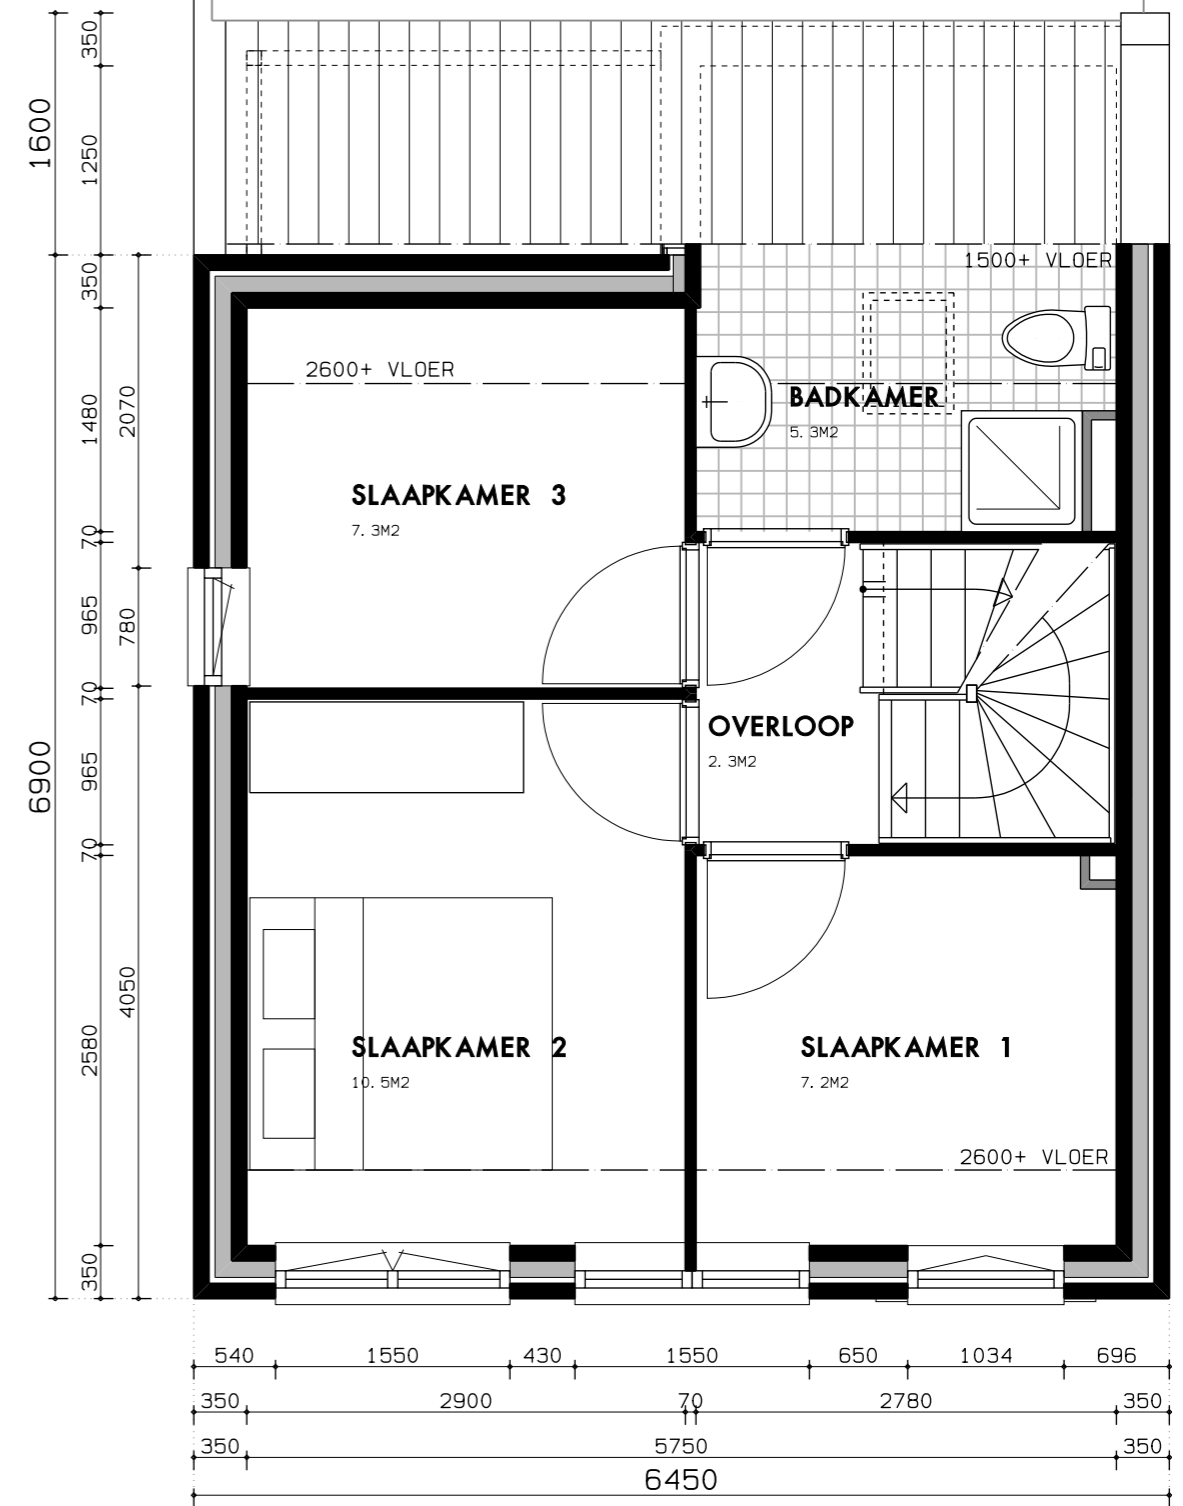 350
1600
1250
1500+ VLOER
350
2600+ VLOER
1480
2070
BADKAMER
5. 3M2
SLAAPKAMER 3
7. 3M2
70
965
780
70
OVERLOOP
2. 3M2
6900
965
70
4050
2580
SLAAPKAMER 2
10. 5M2
SLAAPKAMER 1
7. 2M2
2600+ VLOER
350
540 1550 430 1550 650 1034 696
350 2900 70 2780 350
350 5750 350
6450